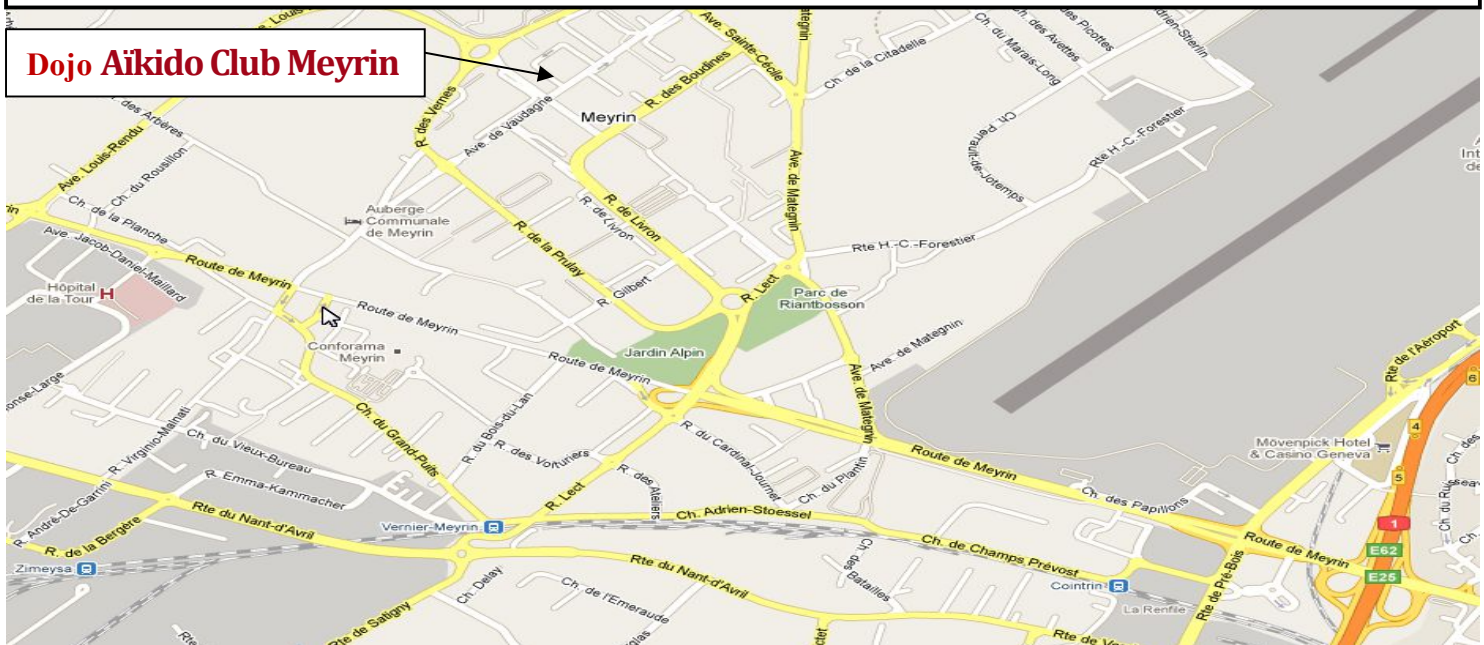 Dojo Aïkido Club Meyrin
Ave. Sainte-Cécile
Ch. de la Citadelle
Ch. du Marais-Long
Ch. des Avettes
R. des Boudines
Meyrin
R. des Vernes
Ave. de Vaudagne
Ave. Louis-Rendu
Ch. du Rousillon
Ch. de la Planche
Ave. Jacob-Daniel-Maillard
Auberge
Communale
de Meyrin
Ch. Perrault-de-Jotemps
Rte H.-C.-Forestier
Ave. de Mategnin
R. de Livron
R. de Livron
R. de la Prulay
Rte H.-C.-Forestier
Route de Meyrin
Hôpital
de la Tour
H
R. Gilbert
R. Lect
Parc de
Riantbosson
Route de Meyrin
Conforama
Meyrin
Jardin Alpin
Route de Meyrin
Ave. de Mategnin
Ave. de Mategnin
Rte de l'Aéroport
6
4
5
Mövenpick Hotel
& Casino Geneva
R. Virginio-Malnati
Ch. du Vieux-Bureau
Ch. du Grand-Puits
R. du Bois-du-Lan
R. des Voituriers
R. des Ateliers
R. du Cardinal-Journet
Ch. du Plantin
Route de Meyrin
Ch. des Papillons
R. André-De-Garrini
R. Emma-Kammacher
R. Lect
Rte du Nant-d'Avril
Vernier-Meyrin
Ch. Adrien-Stoessel
Ch. de Champs Prévost
1
Route de Meyrin
E62
E25
R. de la Bergère
Zimeysa
Rte du Nant-d'Avril
Ch. des Batailles
Cointrin
La Renfile
Rte de Pré-Bois
Ch. Delay
Ch. de l'Emeraude
Rte de Satigny